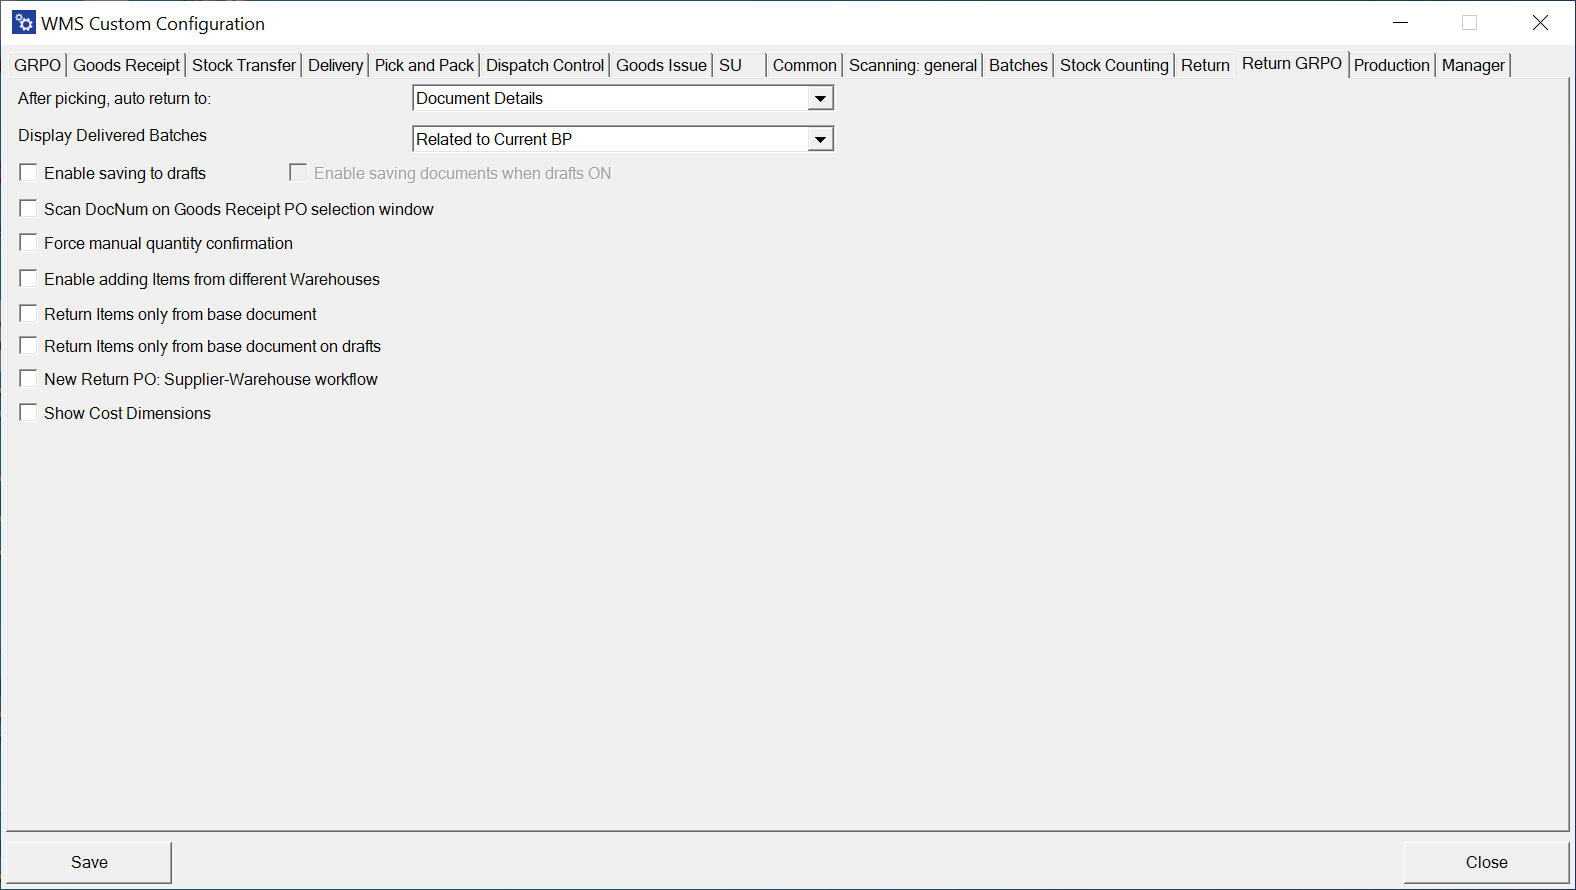 WMS Custom Configuration
GRPO Goods Receipt Stock Transfer Delivery Pick and Pack Dispatch Control Goods Issue SU Common Scanning: general Batches Stock Counting Return Return GRPO Production Manager
After picking, auto return to: Document Details
Display Delivered Batches Related to Current BP
Enable saving to drafts Enable saving documents when drafts ON
Scan DocNum on Goods Receipt PO selection window
Force manual quantity confirmation
Enable adding Items from different Warehouses
Return Items only from base document
Return Items only from base document on drafts
New Return PO: Supplier-Warehouse workflow
Show Cost Dimensions
Save Close